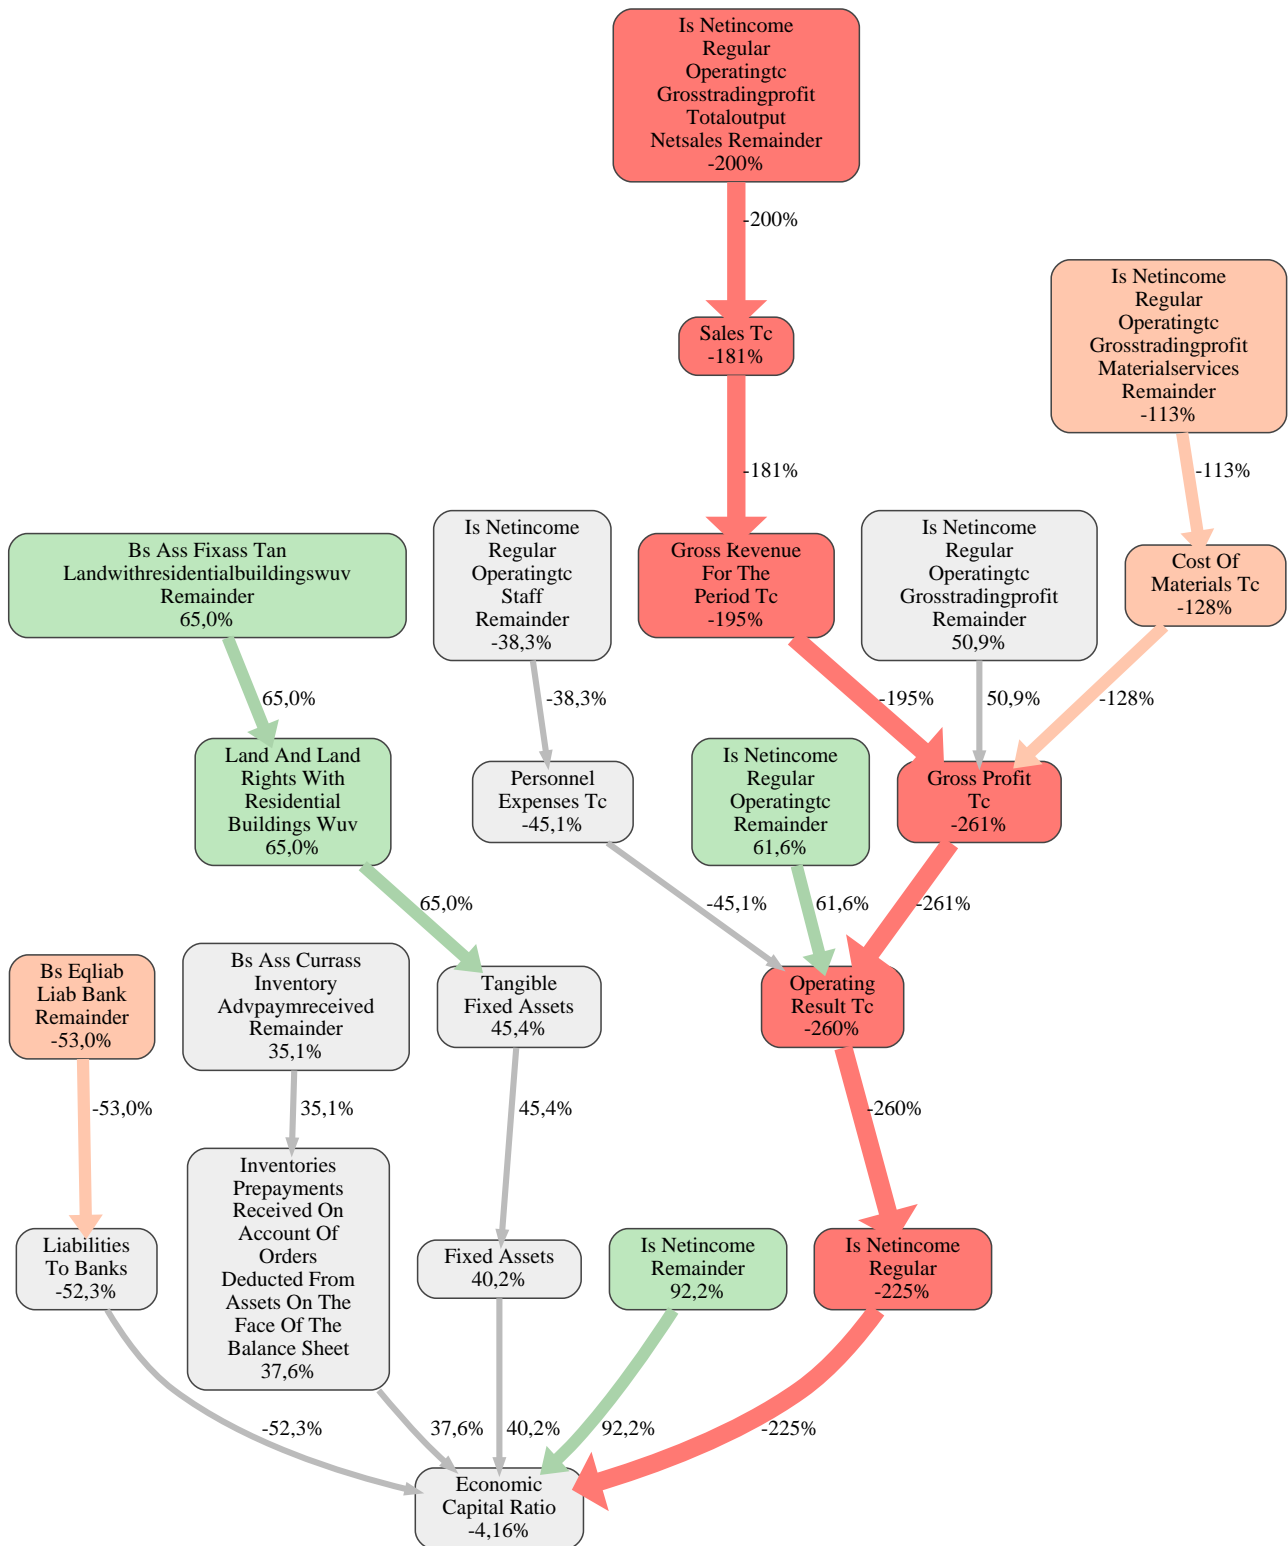 Is Netincome
Regular
Operatingtc
Grosstradingprofit
Totaloutput
Netsales Remainder
-200%
-200%
Is Netincome
Regular
Operatingtc
Grosstradingprofit
Materialservices
Remainder
-113%
Sales Tc
-181%
-181%
-113%
Bs Ass Fixass Tan
Landwithresidentialbuildingswuv
Remainder
65,0%
Is Netincome
Regular
Operatingtc
Staff
Remainder
-38,3%
Gross Revenue
For The
Period Tc
-195%
Is Netincome
Regular
Operatingtc
Grosstradingprofit
Remainder
50,9%
Cost Of
Materials Tc
-128%
65,0%
-38,3%
-195%
50,9%
-128%
Land And Land
Rights With
Residential
Buildings Wuv
65,0%
Personnel
Expenses Tc
-45,1%
Is Netincome
Regular
Operatingtc
Remainder
61,6%
Gross Profit
Tc
-261%
65,0%
-45,1%
61,6%
-261%
Bs Eqliab
Liab Bank
Remainder
-53,0%
Bs Ass Currass
Inventory
Advpaymreceived
Remainder
35,1%
Tangible
Fixed Assets
45,4%
Operating
Result Tc
-260%
-53,0%
35,1%
45,4%
-260%
Liabilities
To Banks
-52,3%
Inventories
Prepayments
Received On
Account Of
Orders
Deducted From
Assets On The
Face Of The
Balance Sheet
37,6%
Fixed Assets
40,2%
Is Netincome
Remainder
92,2%
Is Netincome
Regular
-225%
-52,3%
37,6%
40,2%
92,2%
-225%
Economic
Capital Ratio
-4,16%